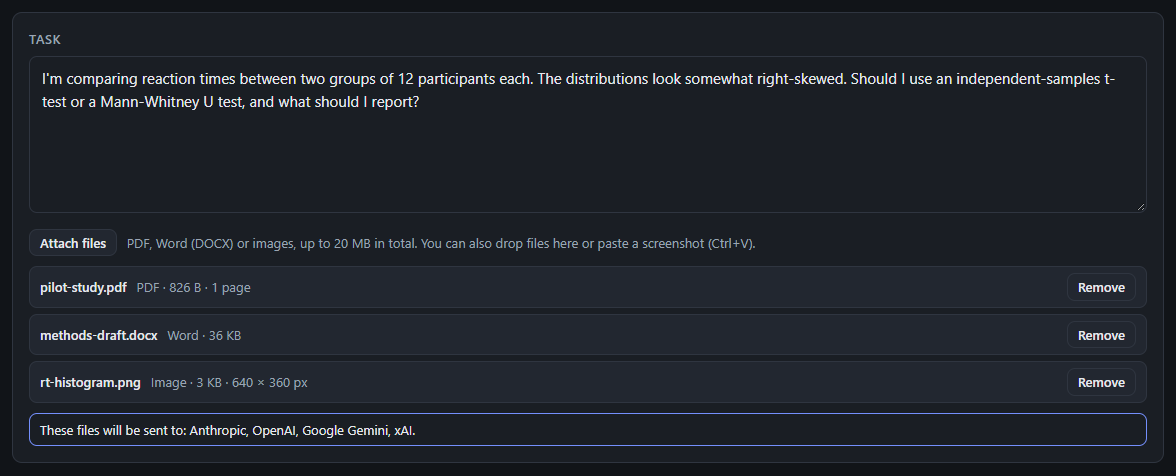 TASK
I'm comparing reaction times between two groups of 12 participants each. The distributions look somewhat right-skewed. Should I use an independent-samples t-
test or a Mann-Whitney U test, and what should I report?
Attach files PDF, Word (DOCX) or images, up to 20 MB in total. You can also drop files here or paste a screenshot (Ctrl+V).
pilot-study.pdf PDF · 826 B · 1 page Remove
methods-draft.docx Word · 36 KB Remove
rt-histogram.png Image · 3 KB · 640 × 360 px Remove
These files will be sent to: Anthropic, OpenAI, Google Gemini, xAI.